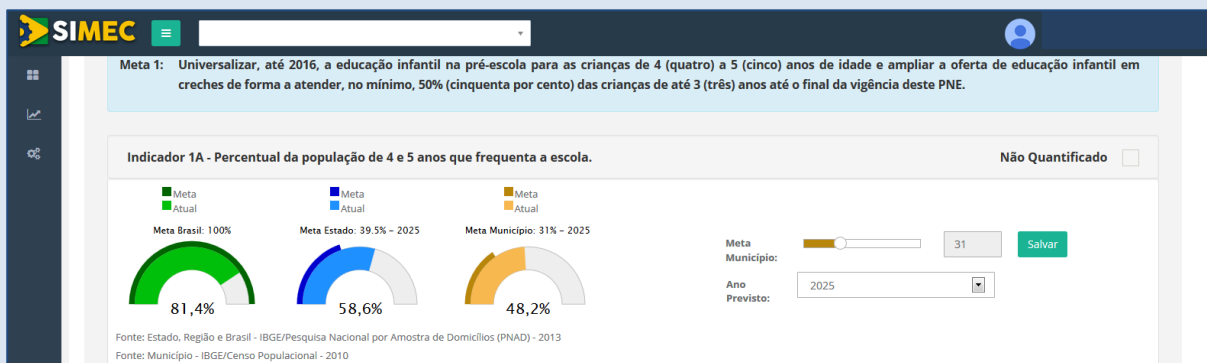 SIMEC
Meta 1: Universalizar, até 2016, a educação infantil na pré-escola para as crianças de 4 (quatro) a 5 (cinco) anos de idade e ampliar a oferta de educação infantil em
creches de forma a atender, no mínimo, 50% (cinquenta por cento) das crianças de até 3 (três) anos até o final da vigência deste PNE.
Indicador 1A - Percentual da população de 4 e 5 anos que frequenta a escola.
Não Quantificado
Meta
Atual
Meta Brasil: 100%
81,4%
Meta
Atual
Meta Estado: 39.5% - 2025
58,6%
Meta
Atual
Meta Município: 31% - 2025
48,2%
Meta
Município:
31
Salvar
Ano
Previsto:
2025
Fonte: Estado, Região e Brasil - IBGE/Pesquisa Nacional por Amostra de Domicílios (PNAD) - 2013
Fonte: Município - IBGE/Censo Populacional - 2010